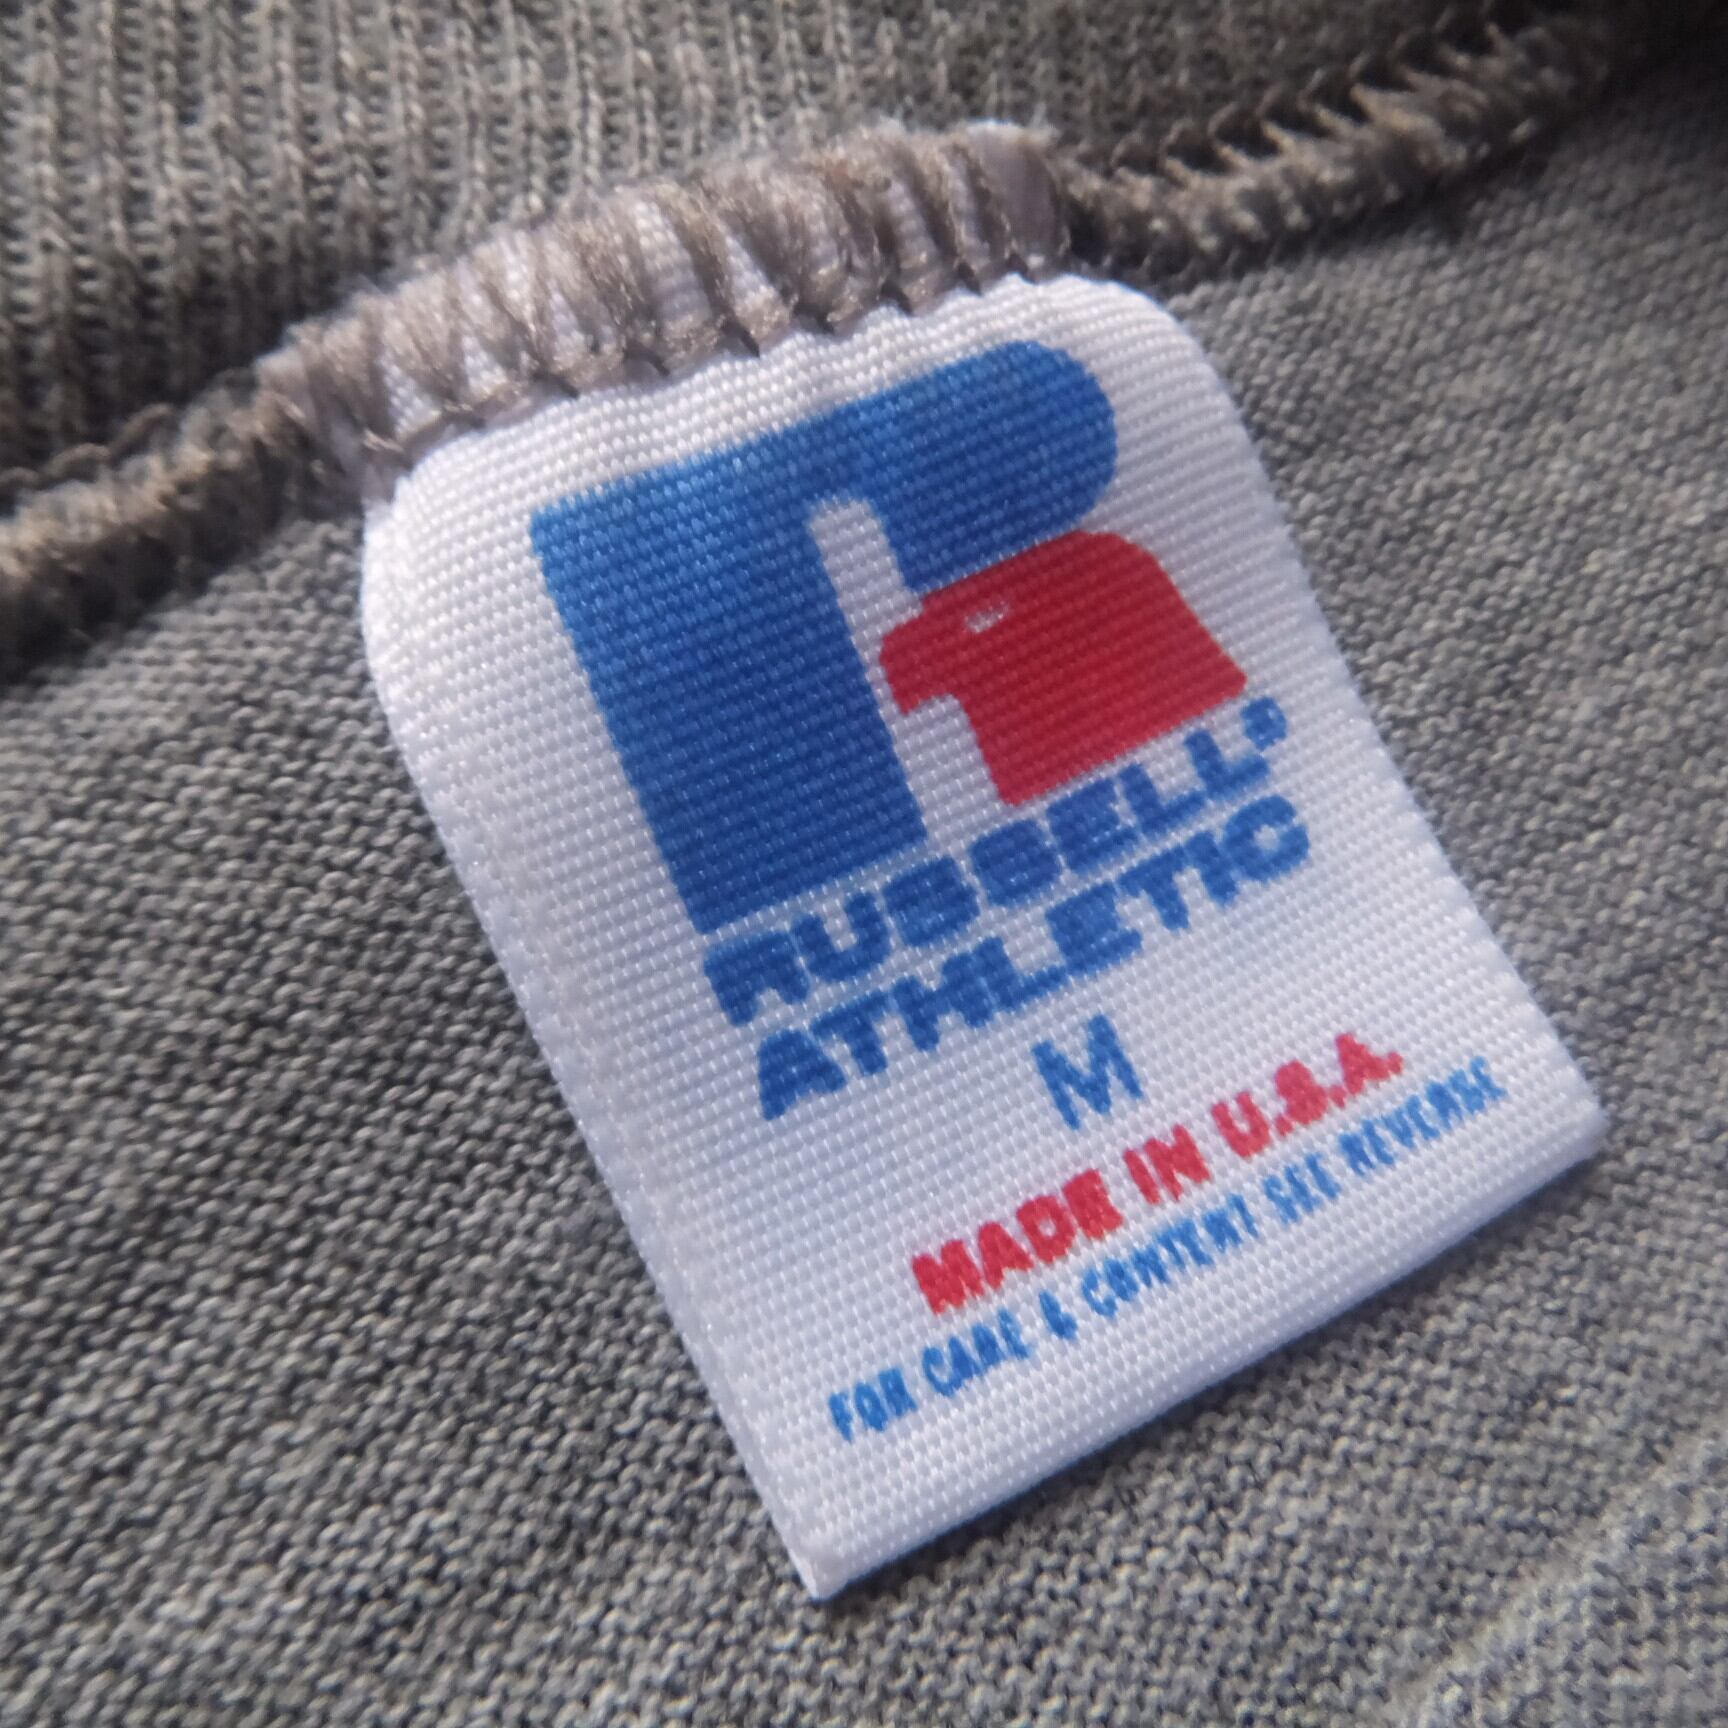 RUSSELL®
ATHLETIC
M
MADE IN U.S.A.
FOR CARE & CONTENT SEE REVERSE